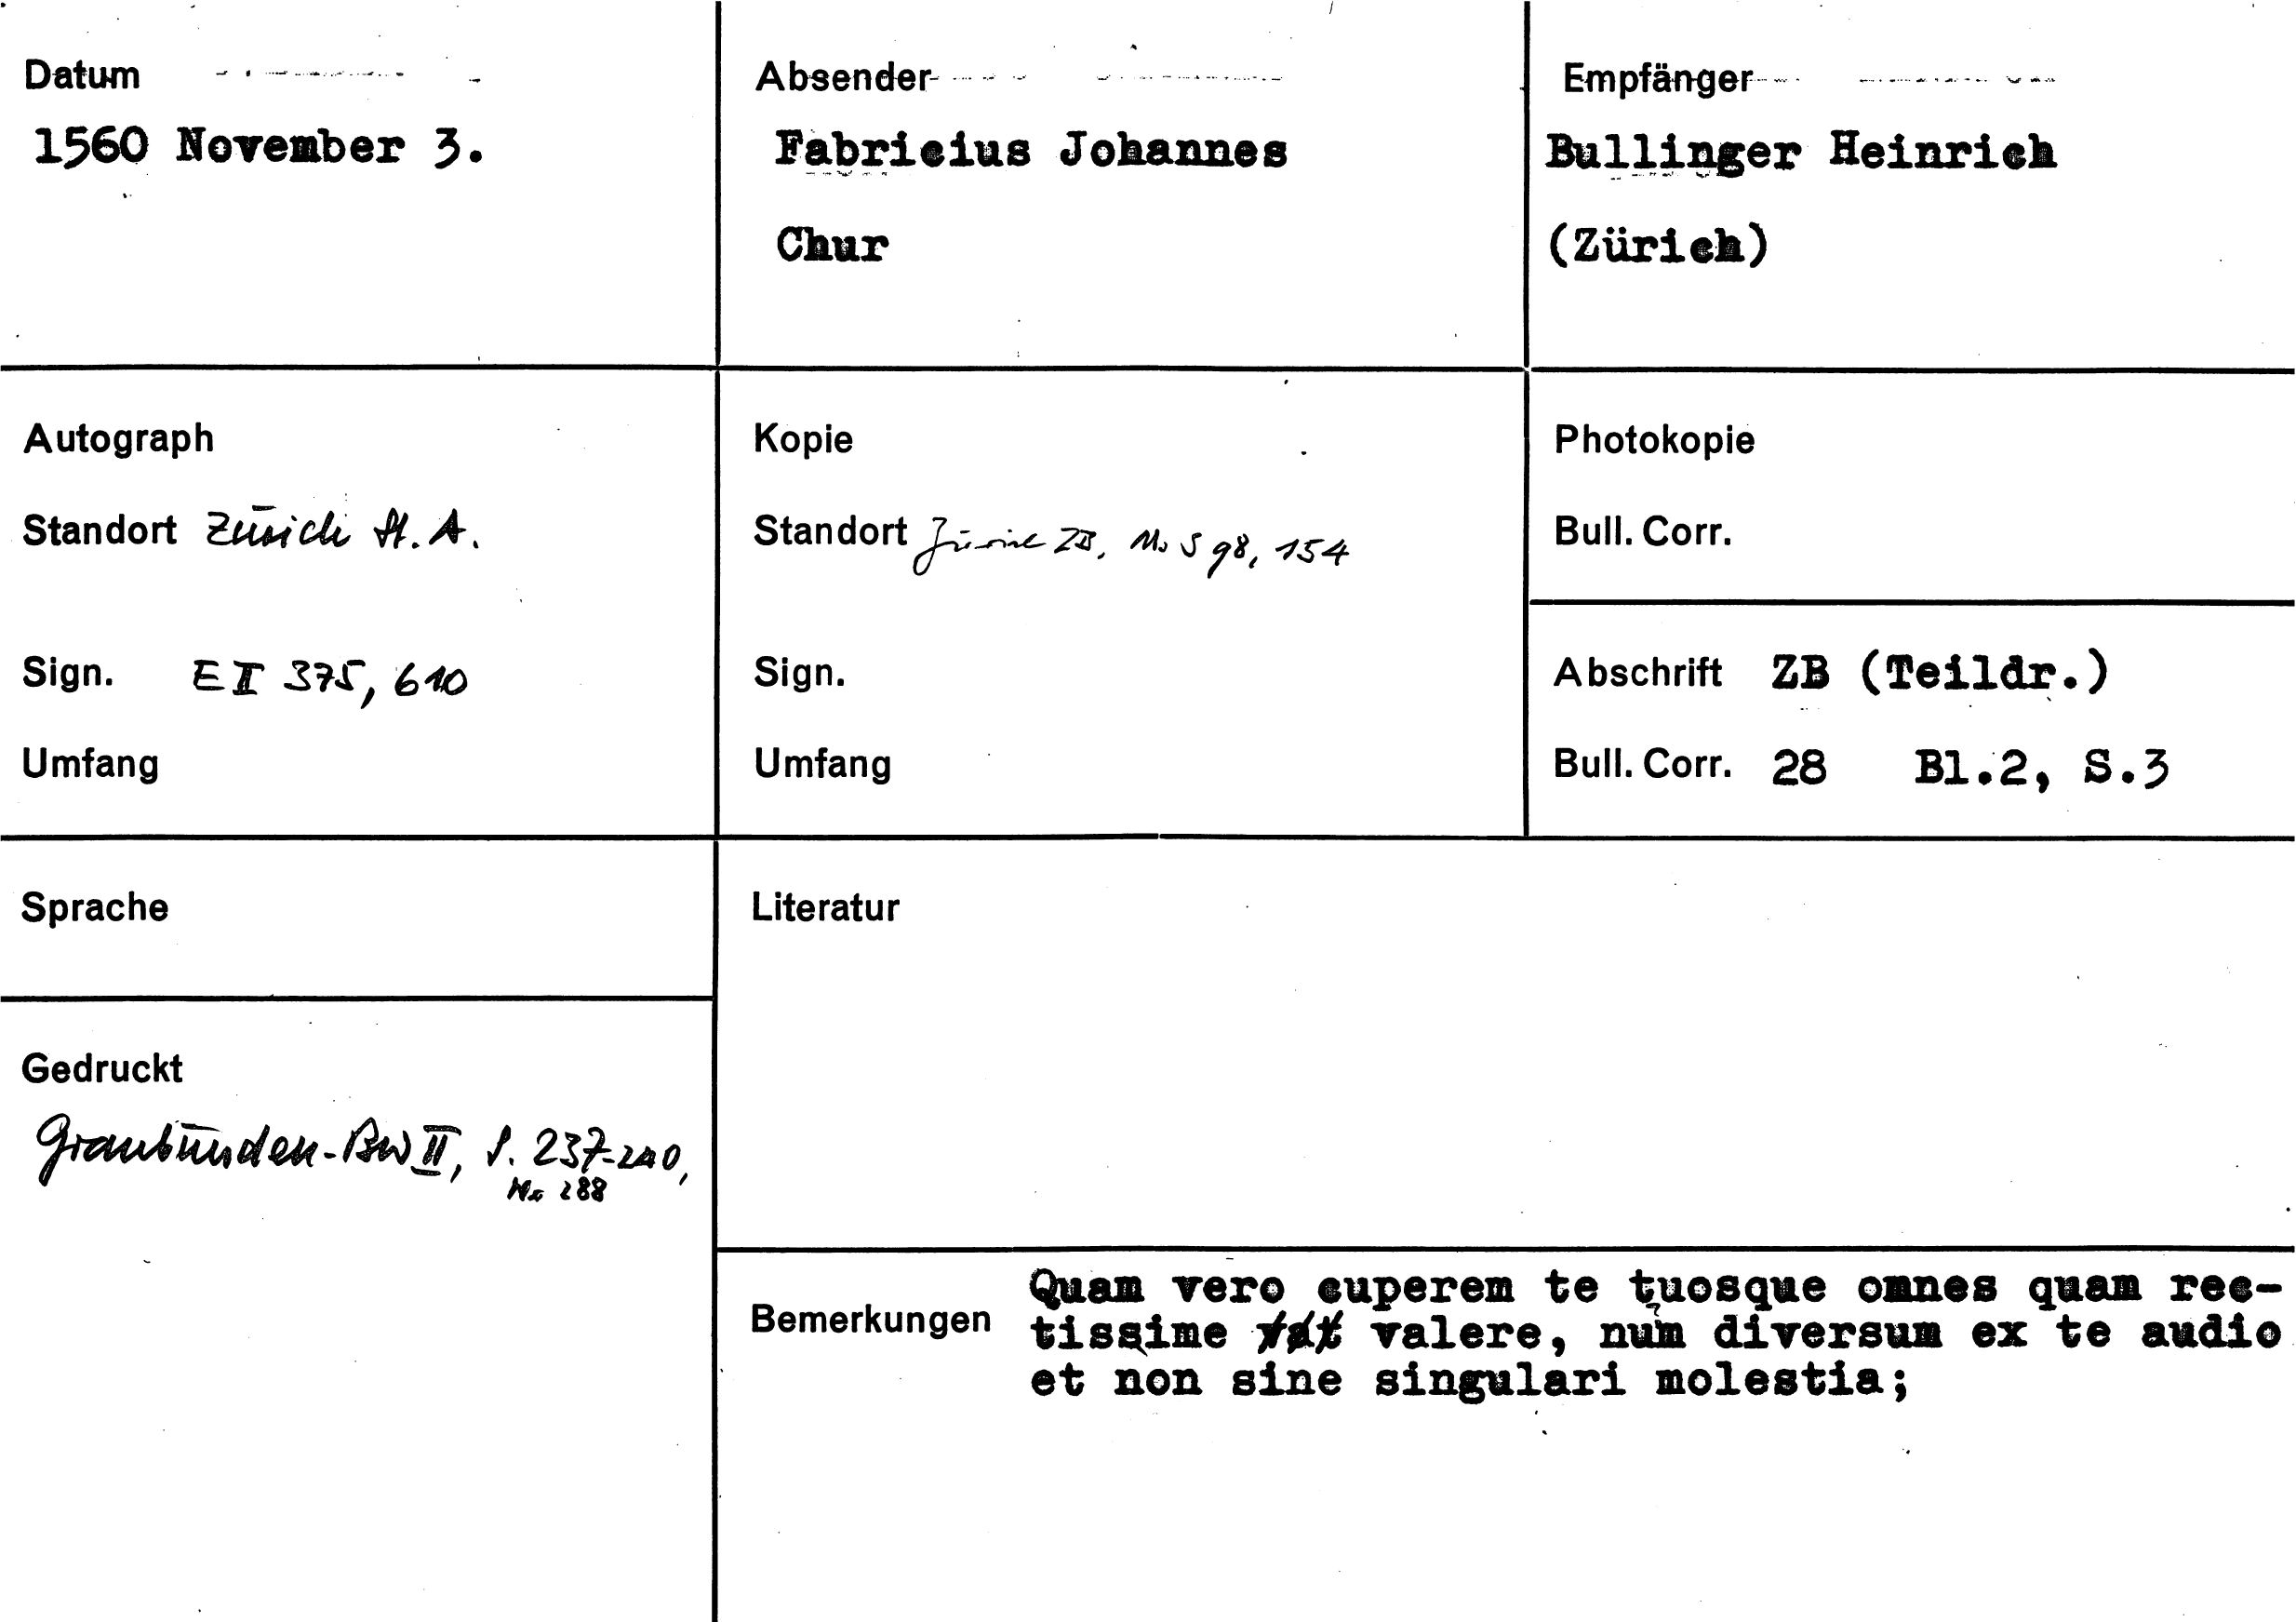 Datum
1560 November 3.
Absender
Fabricius Johannes
Chur
Empfänger
Bullinger Heinrich
(Zürich)
Autograph
Standort Zürich St. A.
Sign. E II 375, 610
Umfang
Kopie
Standort Zürich ZB, Ms S 98, 154
Sign.
Umfang
Photokopie
Bull. Corr.
Abschrift ZB (Teildr.)
Bull. Corr. 28 Bl.2, S.3
Sprache
Gedruckt
Graubünden-BW II, S. 237-240,
Nr 288
Literatur
Bemerkungen
Quam vero cuperem te tuosque omnes quam rec-
tissime valere, num diversum ex te audio
et non sine singulari molestia;